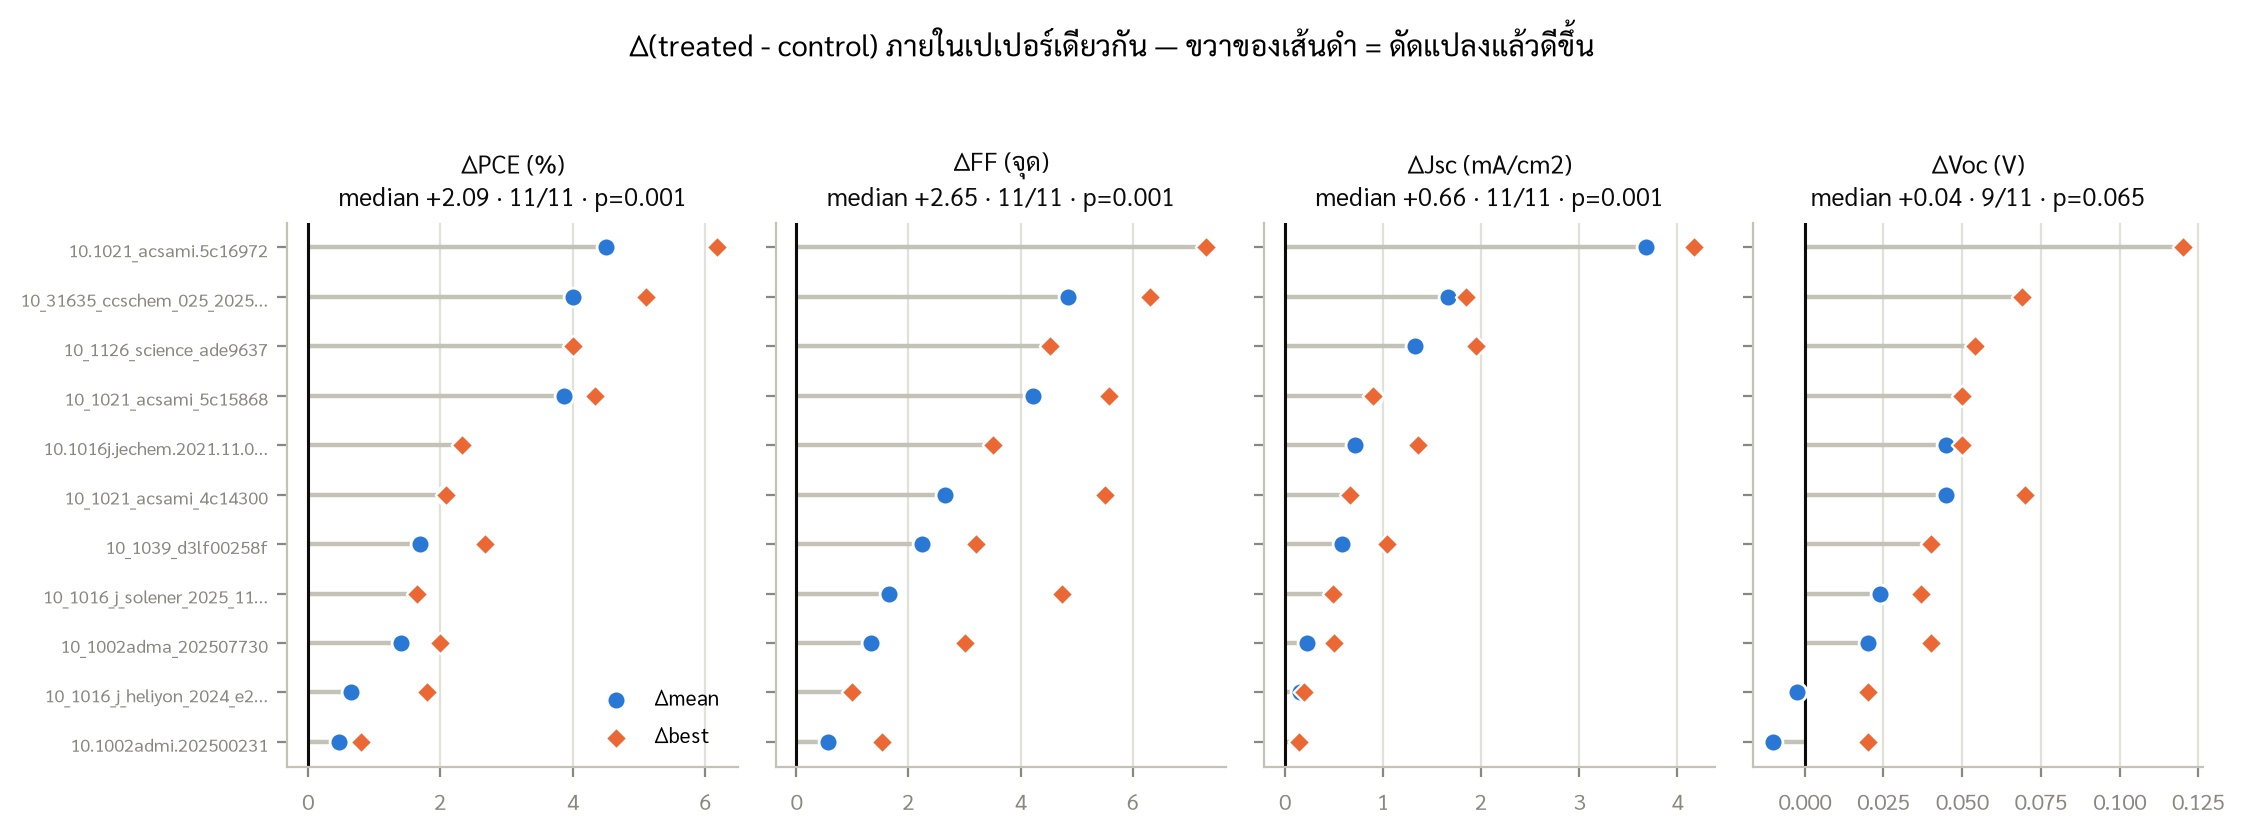 Δ(treated - control) ภายในเปเปอร์เดียวกัน — ขวาของเส้นดำ = ดัดแปลงแล้วดีขึ้น
ΔPCE (%)
median +2.09 · 11/11 · p=0.001
ΔFF (จุด)
median +2.65 · 11/11 · p=0.001
ΔJsc (mA/cm2)
median +0.66 · 11/11 · p=0.001
ΔVoc (V)
median +0.04 · 9/11 · p=0.065
10.1021_acsami.5c16972
10_31635_ccschem_025_2025...
10_1126_science_ade9637
10_1021_acsami_5c15868
10.1016j.jechem.2021.11.0...
10_1021_acsami_4c14300
10_1039_d3lf00258f
10_1016_j_solener_2025_11...
10_1002adma_202507730
10_1016_j_heliyon_2024_e2...
10.1002admi.202500231
Δmean
Δbest
0 2 4 6
0 2 4 6
0 1 2 3 4
0.000 0.025 0.050 0.075 0.100 0.125